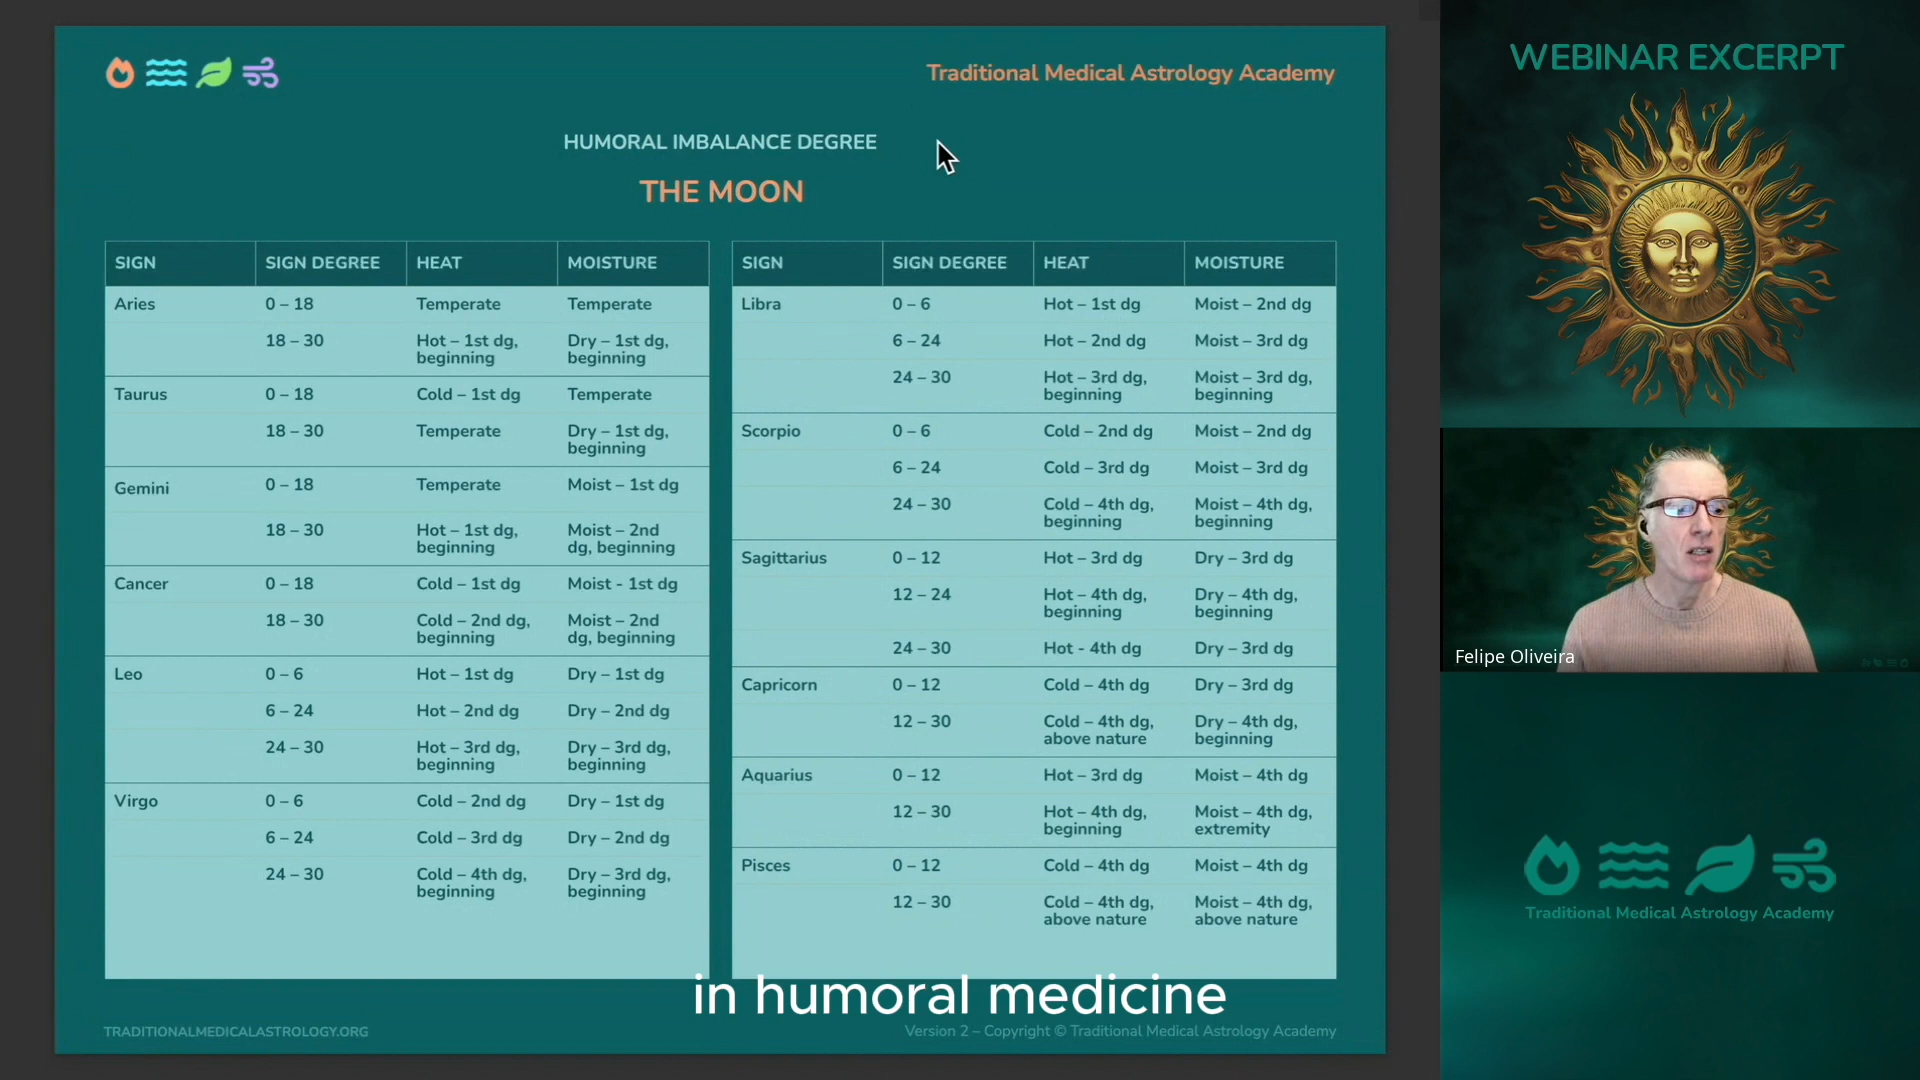 Traditional Medical Astrology Academy
HUMORAL IMBALANCE DEGREE
THE MOON
SIGN SIGN DEGREE HEAT MOISTURE
Aries 0 – 18 Temperate Temperate
18 – 30 Hot – 1st dg, beginning Dry – 1st dg, beginning
Taurus 0 – 18 Cold – 1st dg Temperate
18 – 30 Temperate Dry – 1st dg, beginning
Gemini 0 – 18 Temperate Moist – 1st dg
18 – 30 Hot – 1st dg, beginning Moist – 2nd dg, beginning
Cancer 0 – 18 Cold – 1st dg Moist - 1st dg
18 – 30 Cold – 2nd dg, beginning Moist – 2nd dg, beginning
Leo 0 – 6 Hot – 1st dg Dry – 1st dg
6 – 24 Hot – 2nd dg Dry – 2nd dg
24 – 30 Hot – 3rd dg, beginning Dry – 3rd dg, beginning
Virgo 0 – 6 Cold – 2nd dg Dry – 1st dg
6 – 24 Cold – 3rd dg Dry – 2nd dg
24 – 30 Cold – 4th dg, beginning Dry – 3rd dg, beginning
SIGN SIGN DEGREE HEAT MOISTURE
Libra 0 – 6 Hot – 1st dg Moist – 2nd dg
6 – 24 Hot – 2nd dg Moist – 3rd dg
24 – 30 Hot – 3rd dg, beginning Moist – 3rd dg, beginning
Scorpio 0 – 6 Cold – 2nd dg Moist – 2nd dg
6 – 24 Cold – 3rd dg Moist – 3rd dg
24 – 30 Cold – 4th dg, beginning Moist – 4th dg, beginning
Sagittarius 0 – 12 Hot – 3rd dg Dry – 3rd dg
12 – 24 Hot – 4th dg, beginning Dry – 4th dg, beginning
24 – 30 Hot - 4th dg Dry – 3rd dg
Capricorn 0 – 12 Cold – 4th dg Dry – 3rd dg
12 – 30 Cold – 4th dg, above nature Dry – 4th dg, beginning
Aquarius 0 – 12 Hot – 3rd dg Moist – 4th dg
12 – 30 Hot – 4th dg, beginning Moist – 4th dg, extremity
Pisces 0 – 12 Cold – 4th dg Moist – 4th dg
12 – 30 Cold – 4th dg, above nature Moist – 4th dg, above nature
in humoral medicine
TRADITIONALMEDICALASTROLOGY.ORG
Version 2 – Copyright © Traditional Medical Astrology Academy
WEBINAR EXCERPT
Felipe Oliveira
Traditional Medical Astrology Academy